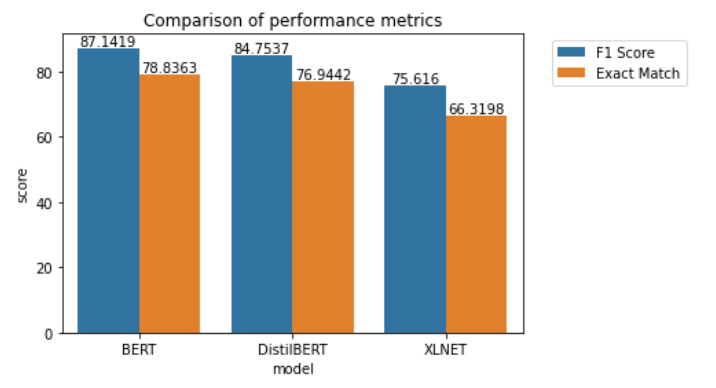 Comparison of performance metrics
87.1419
78.8363
84.7537
76.9442
75.616
66.3198
80
60
40
20
0
score
BERT
DistilBERT
XLNET
model
F1 Score
Exact Match